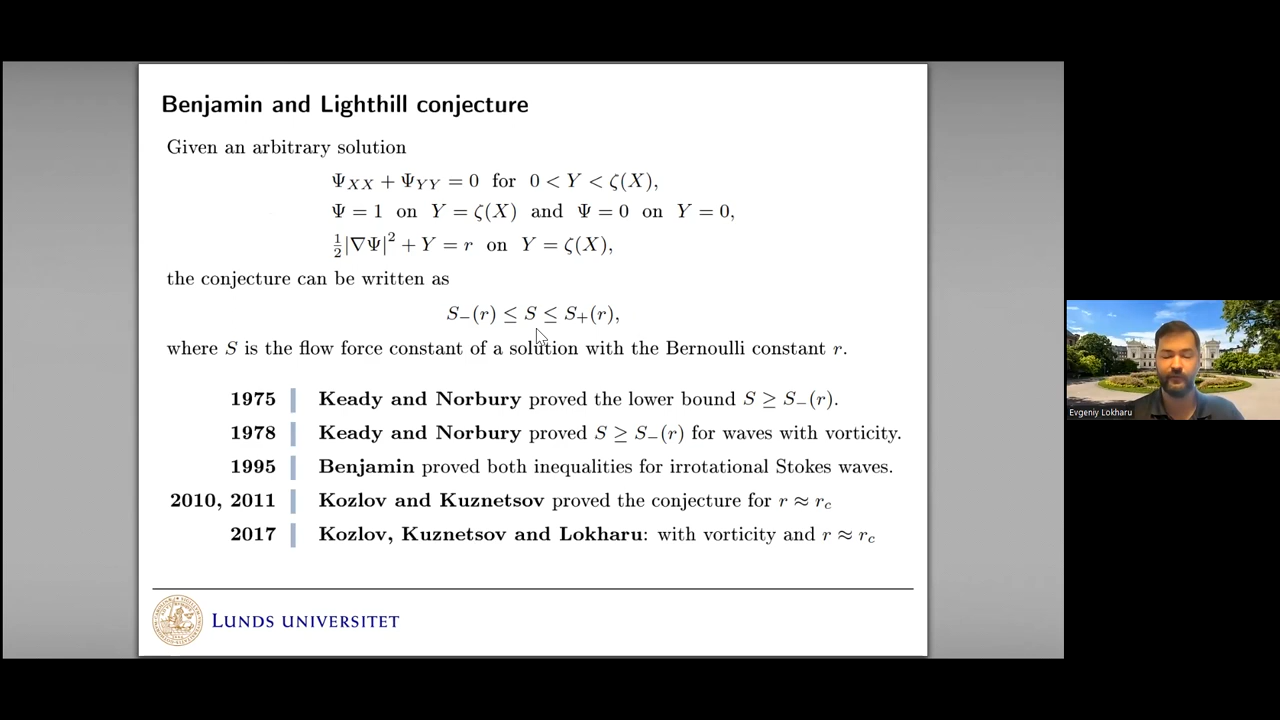 Benjamin and Lighthill conjecture
Given an arbitrary solution
Ψ_XX + Ψ_YY = 0 for 0 < Y < ζ(X),
Ψ = 1 on Y = ζ(X) and Ψ = 0 on Y = 0,
½|∇Ψ|² + Y = r on Y = ζ(X),
the conjecture can be written as
S₋(r) ≤ S ≤ S₊(r),
where S is the flow force constant of a solution with the Bernoulli constant r.
1975 Keady and Norbury proved the lower bound S ≥ S₋(r).
1978 Keady and Norbury proved S ≥ S₋(r) for waves with vorticity.
1995 Benjamin proved both inequalities for irrotational Stokes waves.
2010, 2011 Kozlov and Kuznetsov proved the conjecture for r ≈ r_c
2017 Kozlov, Kuznetsov and Lokharu: with vorticity and r ≈ r_c
LUNDS UNIVERSITET
Evgeniy Lokharu